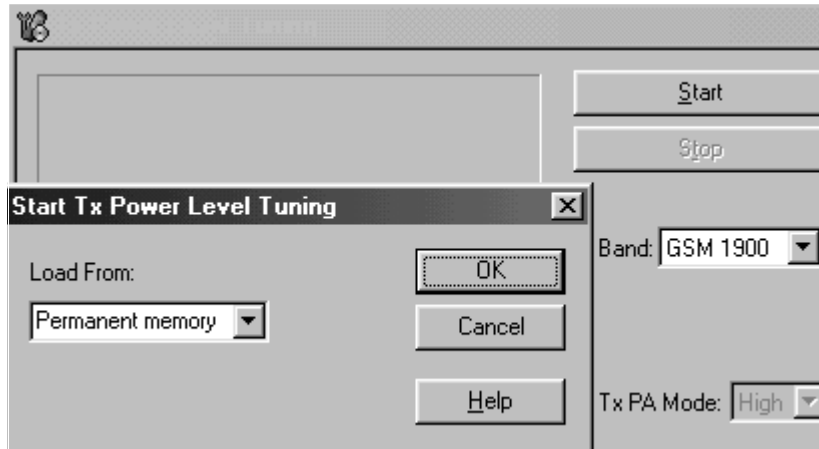 Tuning
Start
Stop
Start Tx Power Level Tuning
Band: GSM 1900
Load From:
OK
Permanent memory
Cancel
Help
Tx PA Mode: High